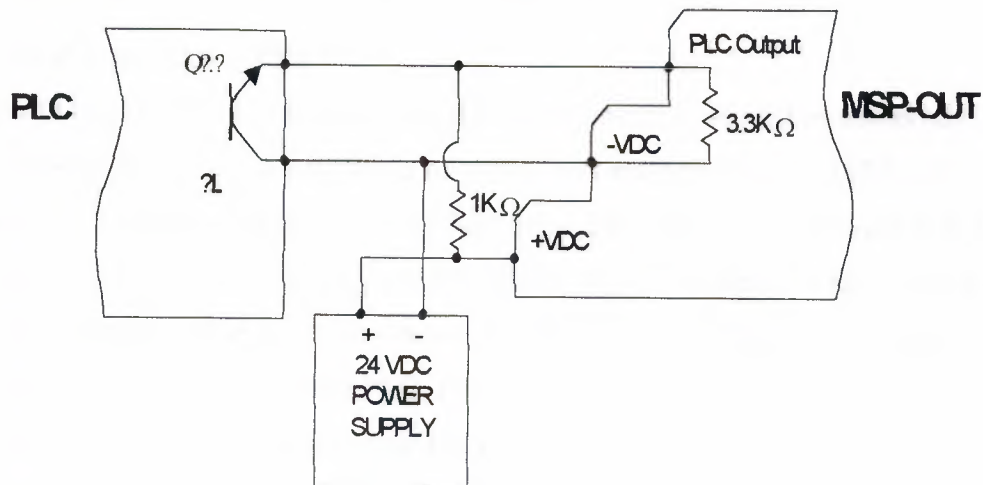 PLC Output
Q?.?
PLC
MSP-OUT
3.3KΩ
-VDC
?L
1KΩ
+VDC
+ -
24 VDC
POWER
SUPPLY